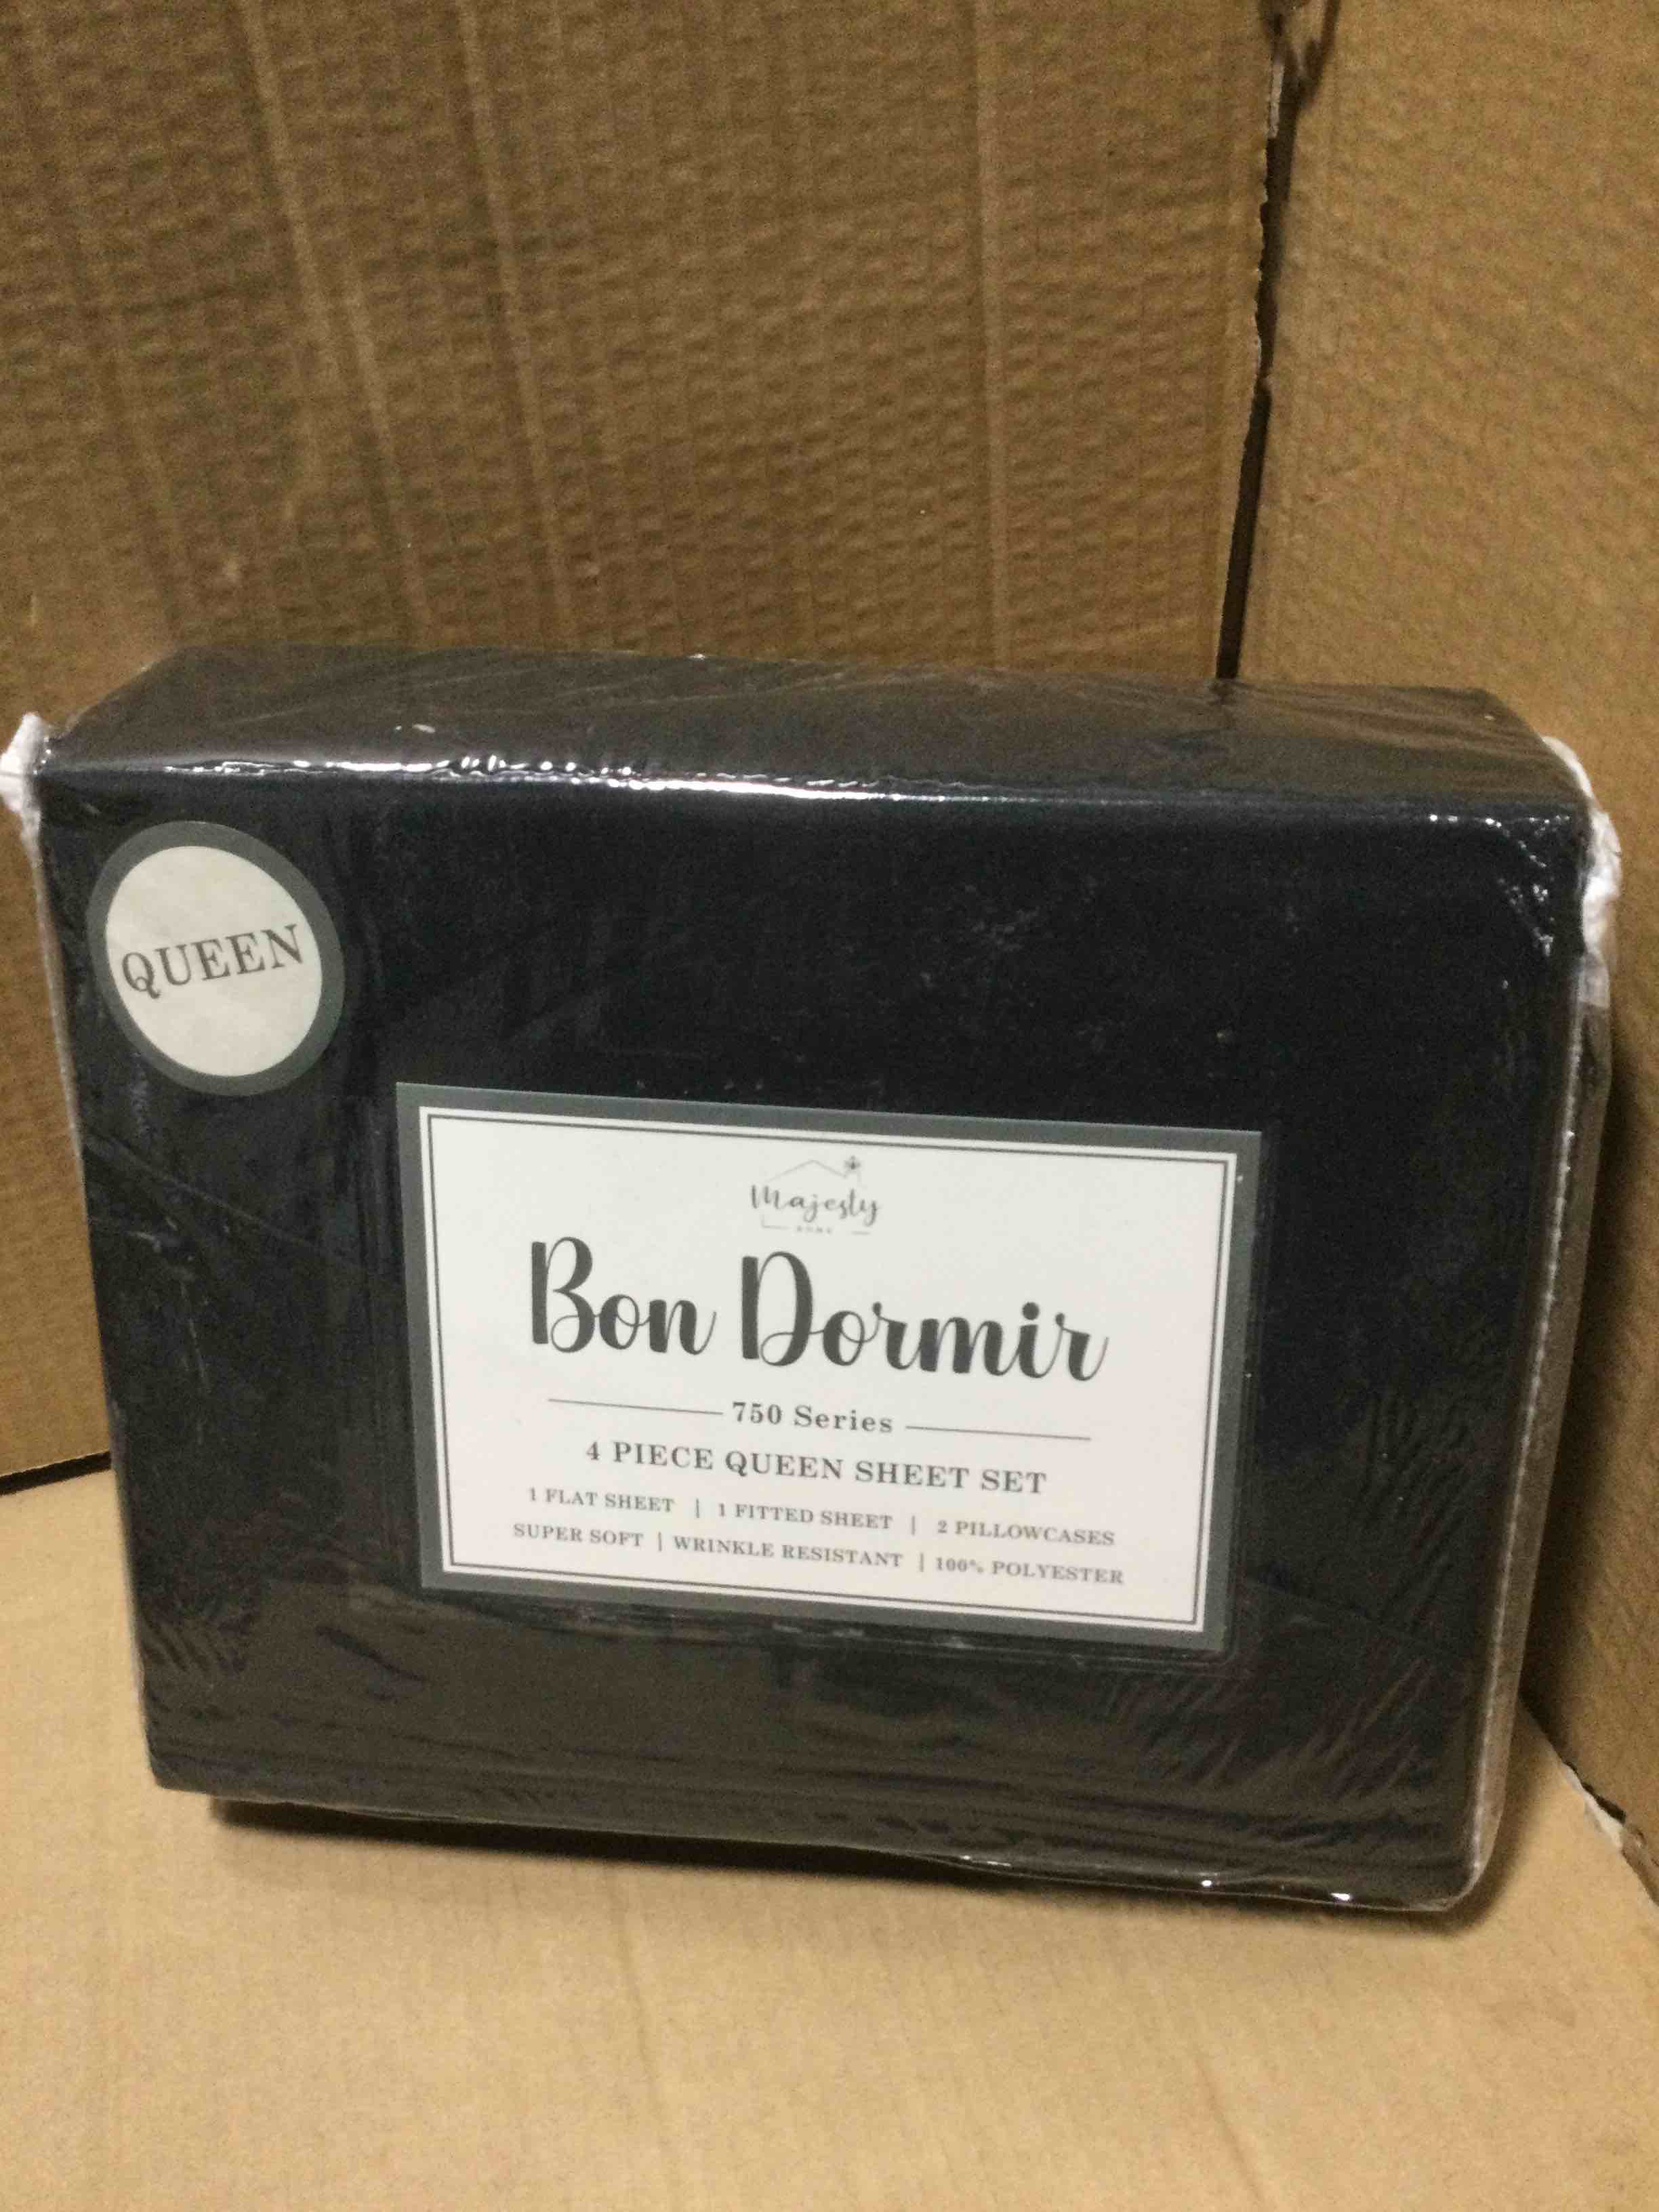 QUEEN
Majesty
HOME
Bon Dormir
750 Series
4 PIECE QUEEN SHEET SET
1 FLAT SHEET | 1 FITTED SHEET | 2 PILLOWCASES
SUPER SOFT | WRINKLE RESISTANT | 100% POLYESTER